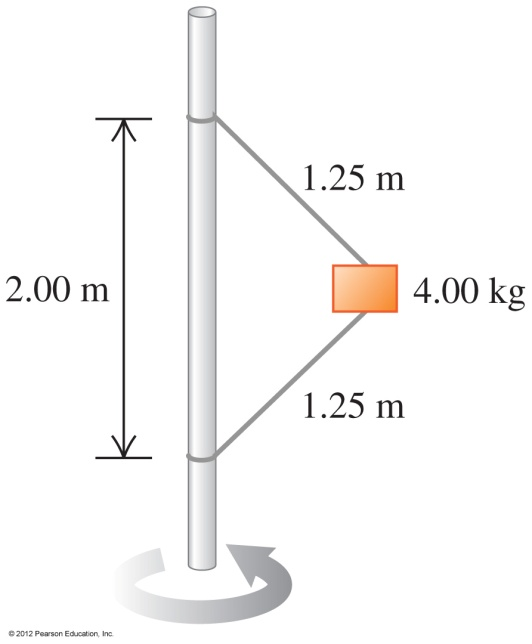 1.25 m
2.00 m
4.00 kg
1.25 m
© 2012 Pearson Education, Inc.